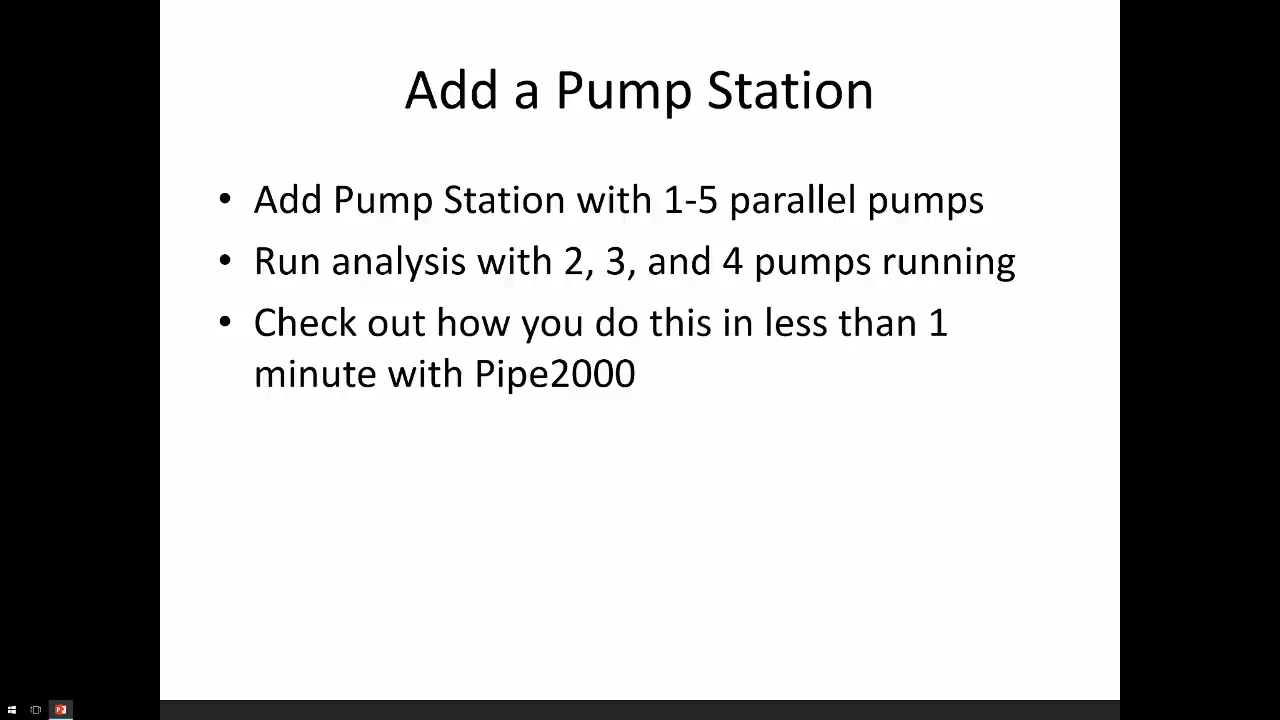 Add a Pump Station
• Add Pump Station with 1-5 parallel pumps
• Run analysis with 2, 3, and 4 pumps running
• Check out how you do this in less than 1
minute with Pipe2000